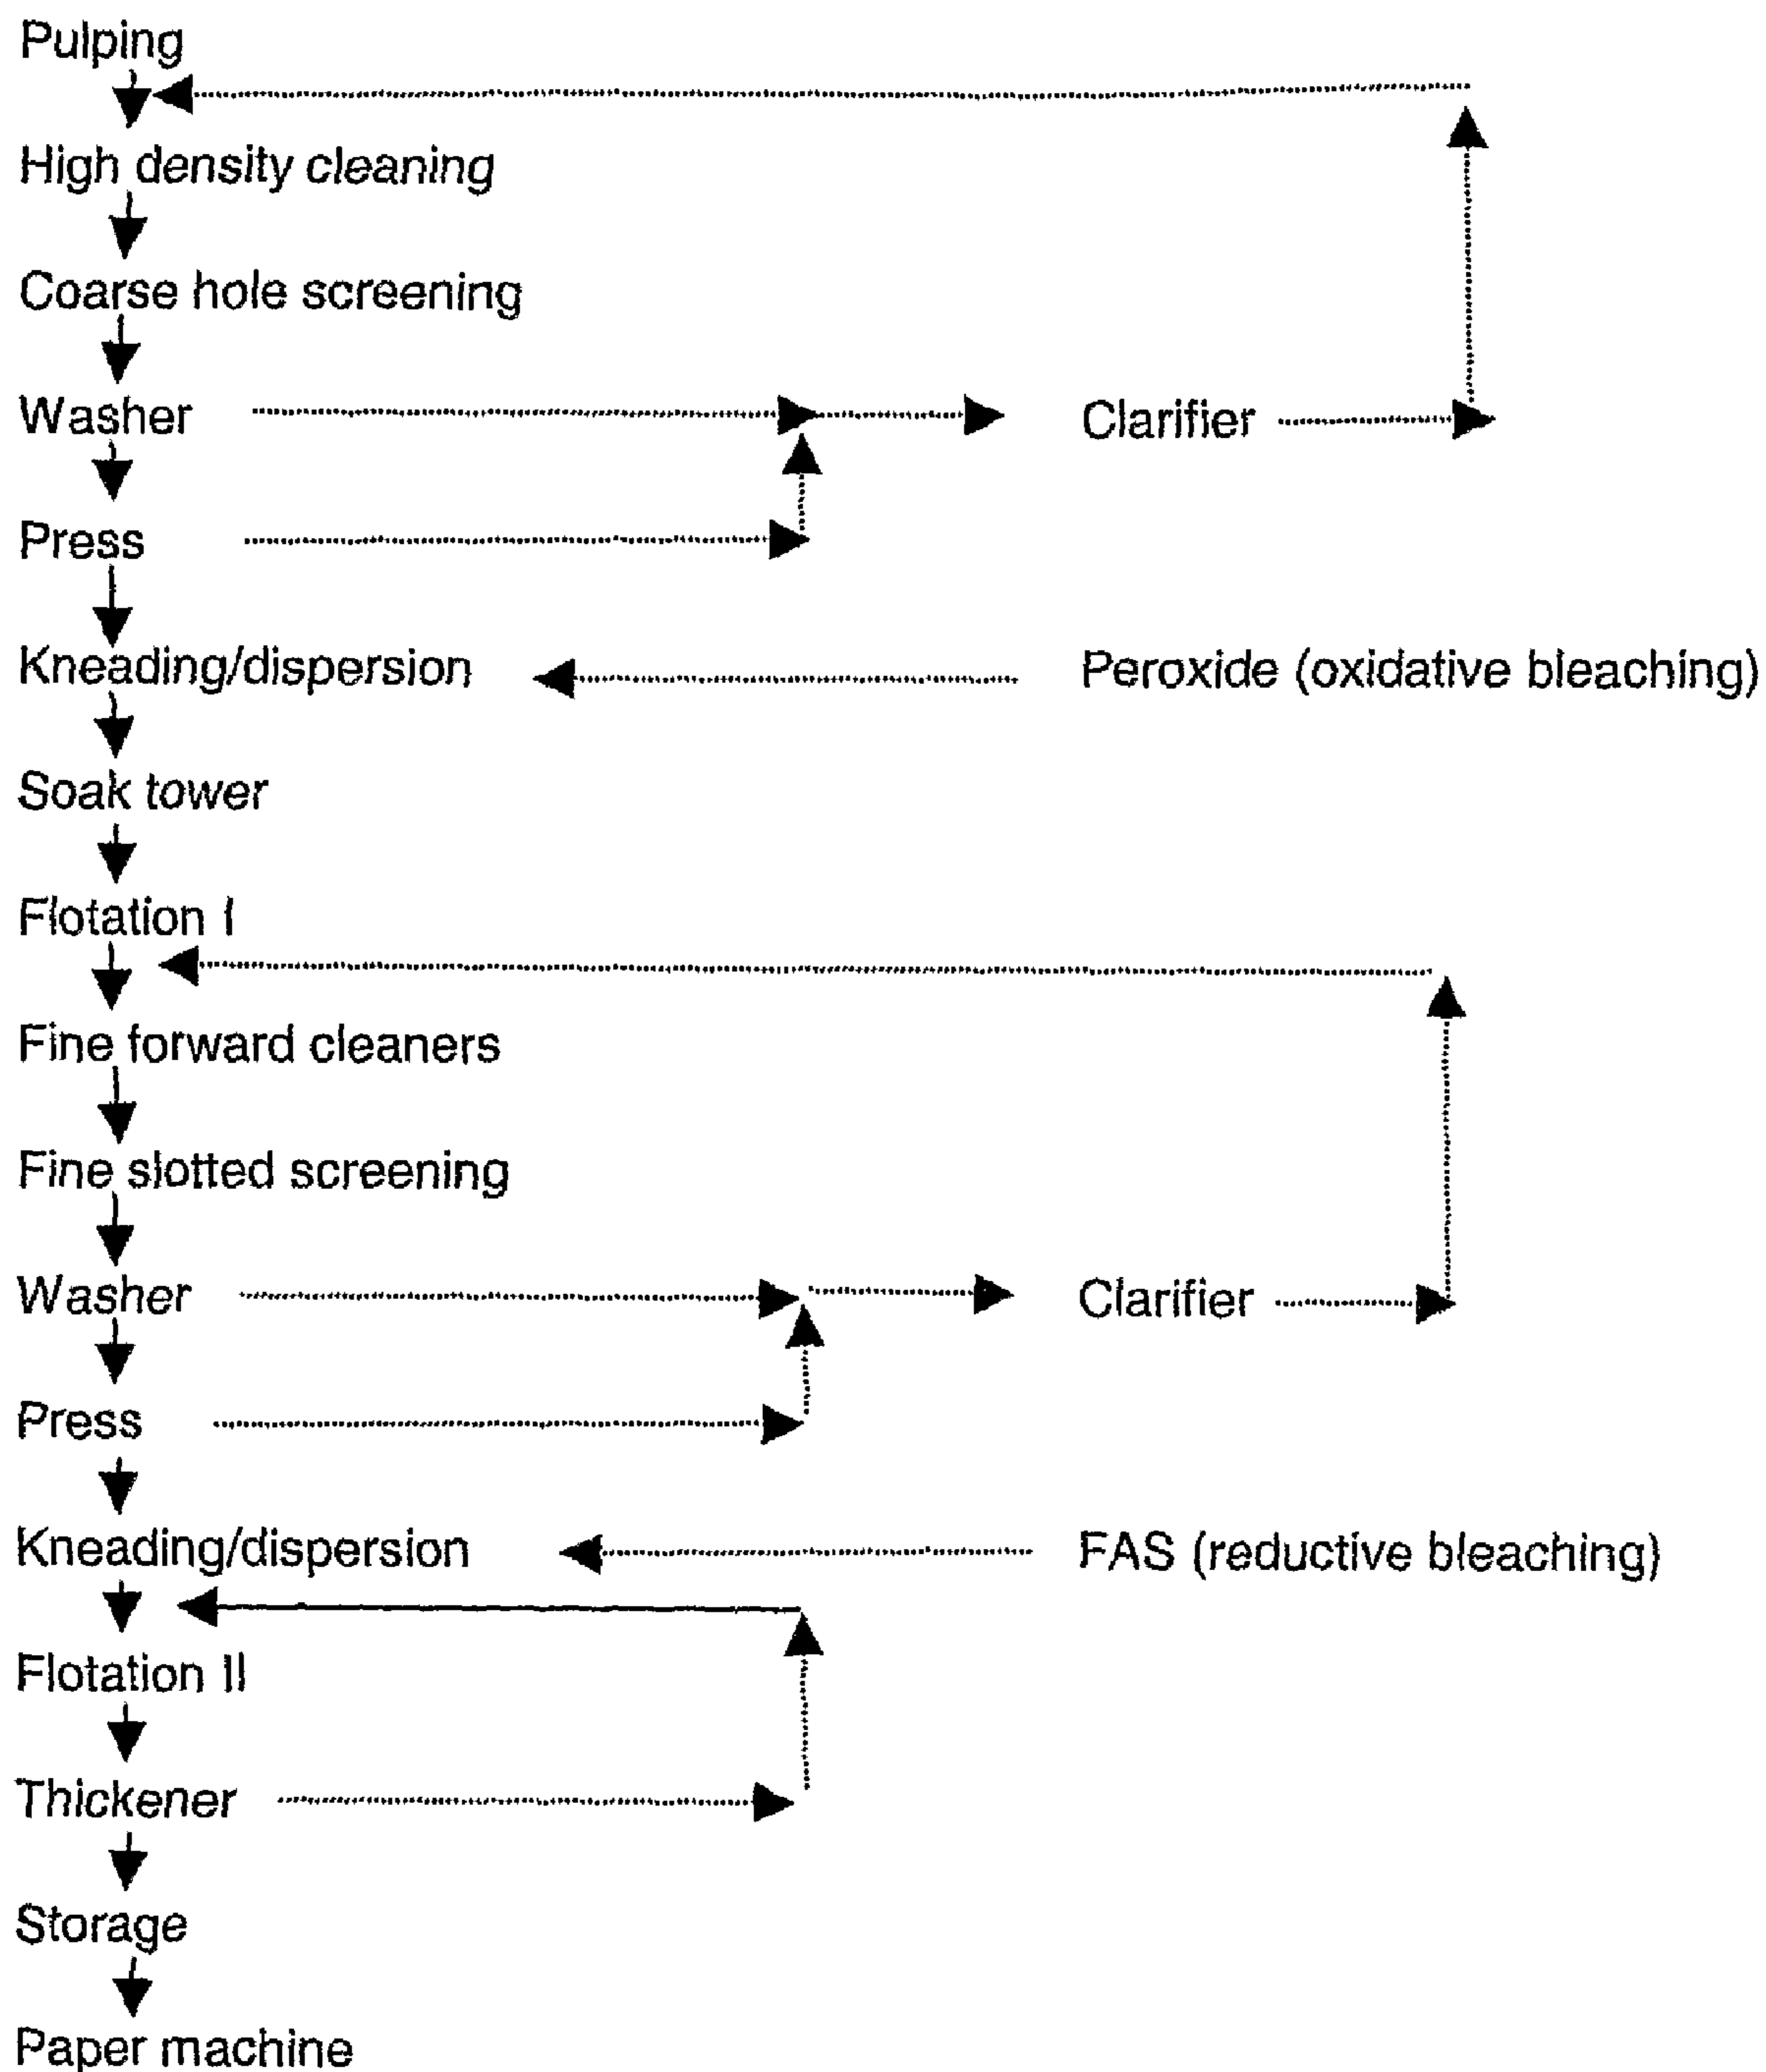 Pulping
High density cleaning
Coarse hole screening
Washer Clarifier
Press
Kneading/dispersion Peroxide (oxidative bleaching)
Soak tower
Flotation I
Fine forward cleaners
Fine slotted screening
Washer Clarifier
Press
Kneading/dispersion FAS (reductive bleaching)
Flotation II
Thickener
Storage
Paper machine